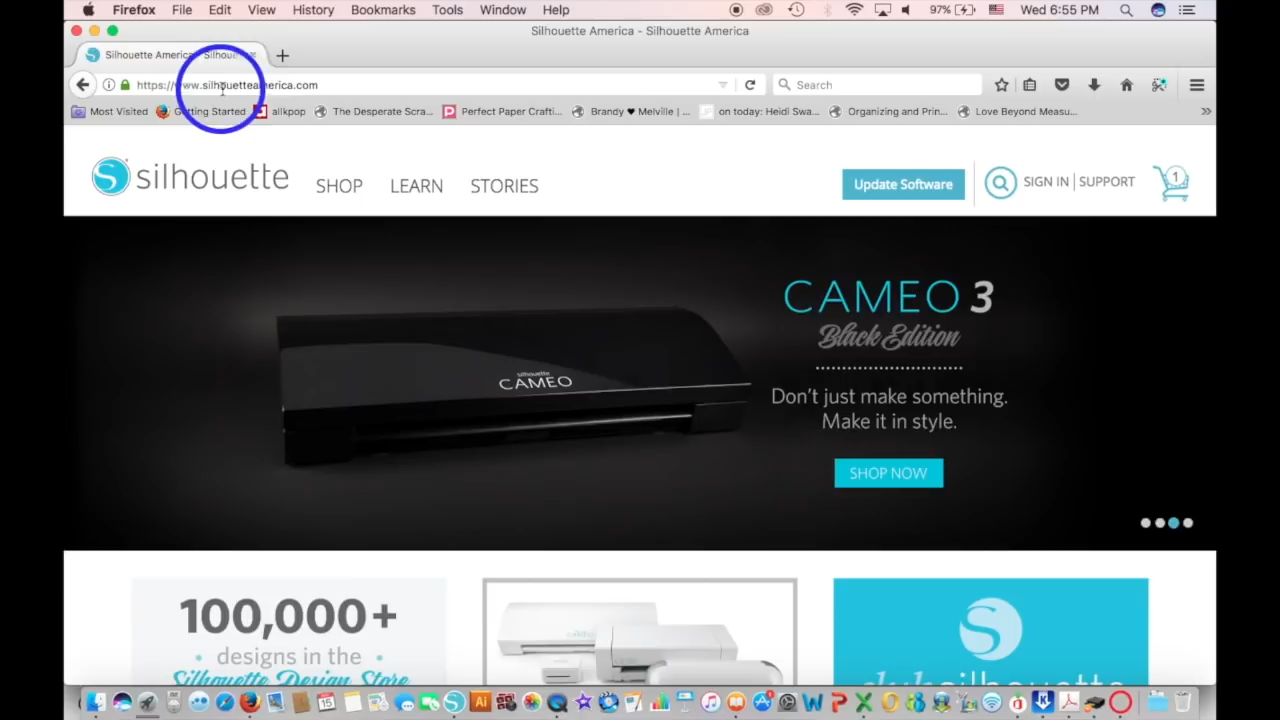 Firefox File Edit View History Bookmarks Tools Window Help 97% Wed 6:55 PM
Silhouette America - Silhouette America
Silhouette America - Silhouette
https://www.silhouetteamerica.com Search
Most Visited Getting Started allkpop The Desperate Scra... Perfect Paper Crafti... Brandy ♥ Melville | ... on today: Heidi Swa... Organizing and Prin... Love Beyond Measu... »
silhouette SHOP LEARN STORIES Update Software SIGN IN | SUPPORT 1
CAMEO 3
Black Edition
silhouette
CAMEO
Don't just make something.
Make it in style.
SHOP NOW
100,000+
• designs in the •
Silhouette Design Store
silhouette